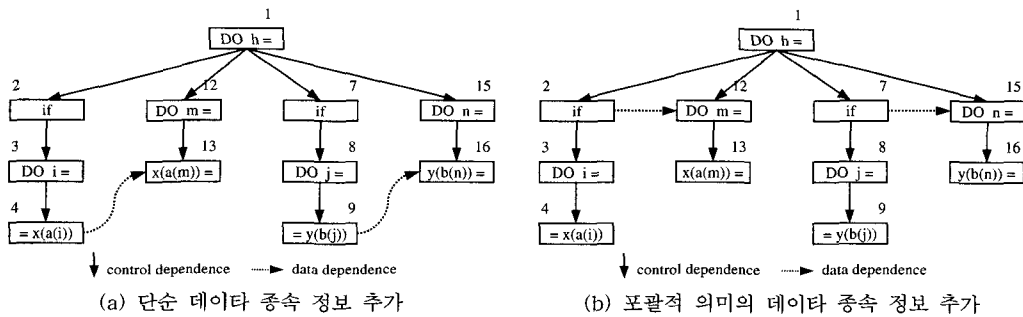 1
DO h =
2
if
12
DO m =
7
if
15
DO n =
3
DO i =
13
x(a(m)) =
8
DO j =
16
y(b(n)) =
4
= x(a(i))
9
= y(b(j))
control dependence
data dependence
(a) 단순 데이타 종속 정보 추가
1
DO h =
2
if
12
DO m =
7
if
15
DO n =
3
DO i =
13
x(a(m)) =
8
DO j =
16
y(b(n)) =
4
= x(a(i))
9
= y(b(j))
control dependence
data dependence
(b) 포괄적 의미의 데이타 종속 정보 추가